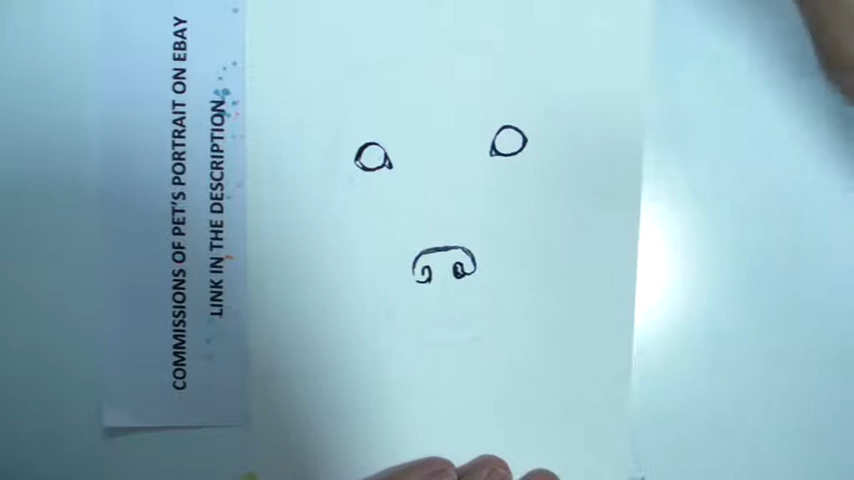 COMMISSIONS OF PET'S PORTRAIT ON EBAY
LINK IN THE DESCRIPTION